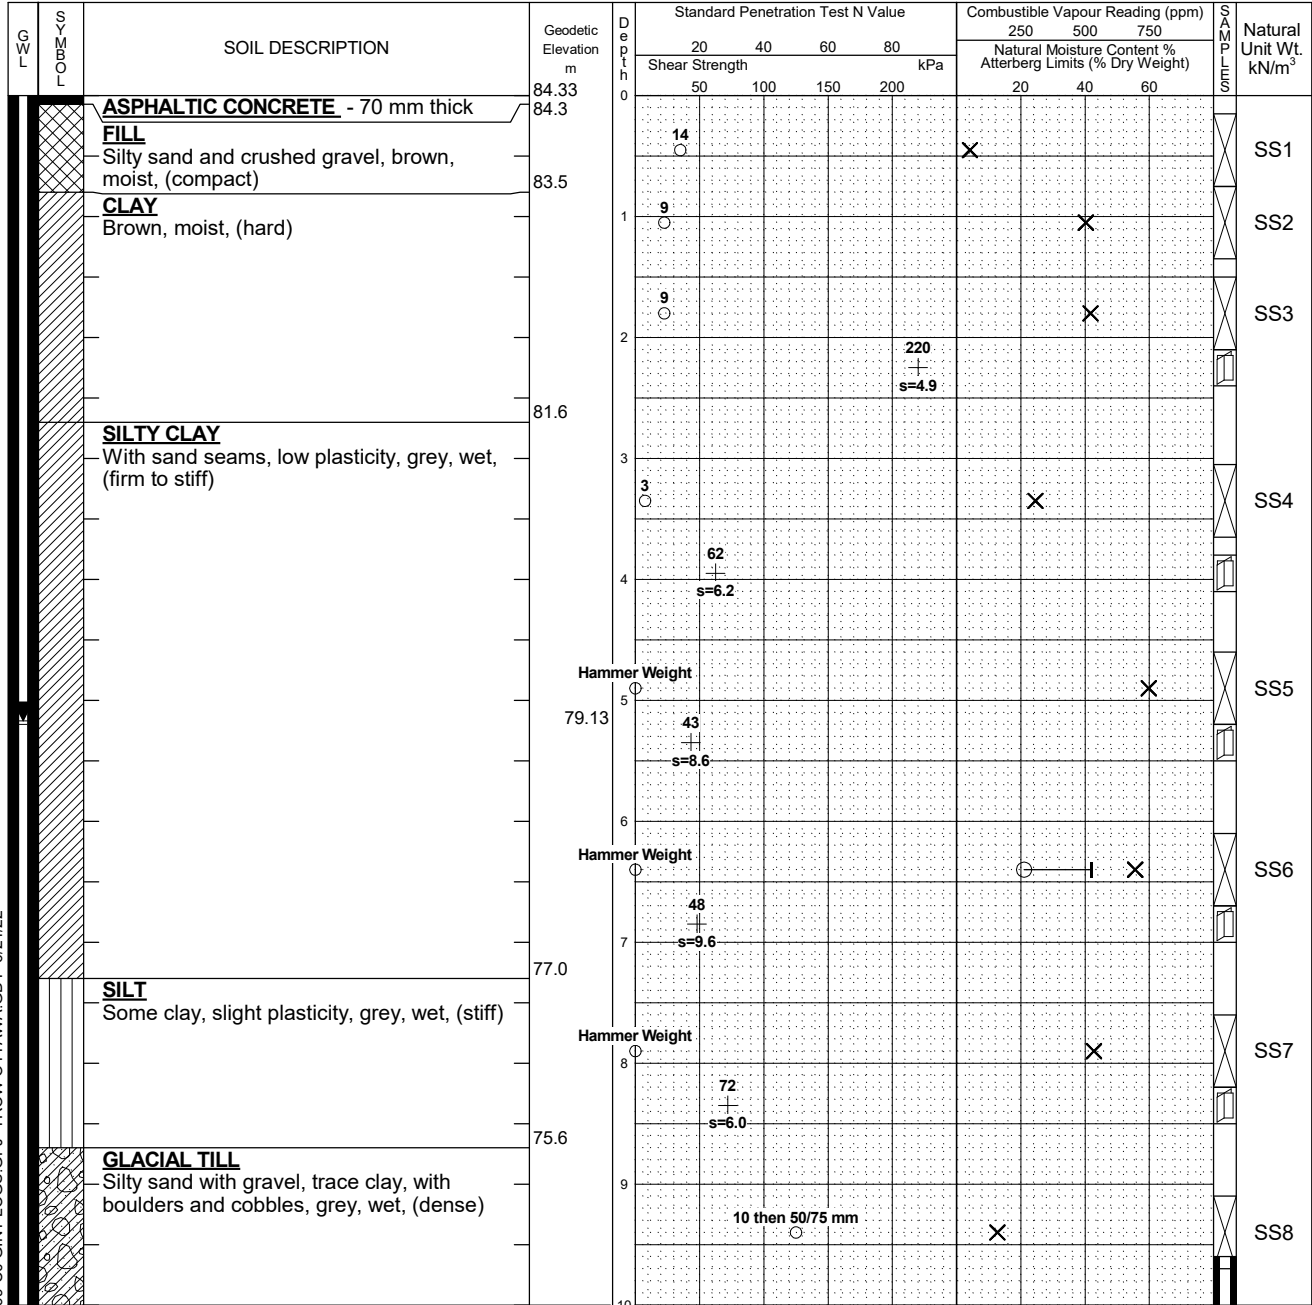 GWL
SYMBOL
SOIL DESCRIPTION
Geodetic
Elevation
m
84.33
Depth
Standard Penetration Test N Value
20 40 60 80
Shear Strength kPa
50 100 150 200
Combustible Vapour Reading (ppm)
250 500 750
Natural Moisture Content %
Atterberg Limits (% Dry Weight)
20 40 60
SAMPLES
Natural
Unit Wt.
kN/m3
0
ASPHALTIC CONCRETE - 70 mm thick
84.3
FILL
Silty sand and crushed gravel, brown,
moist, (compact)
14
SS1
83.5
CLAY
Brown, moist, (hard)
9
1
SS2
9
SS3
2
220
s=4.9
81.6
SILTY CLAY
With sand seams, low plasticity, grey, wet,
(firm to stiff)
3
3
SS4
62
4
s=6.2
Hammer Weight
SS5
5
79.13
43
s=8.6
6
Hammer Weight
SS6
48
s=9.6
7
77.0
SILT
Some clay, slight plasticity, grey, wet, (stiff)
Hammer Weight
SS7
8
72
s=6.0
75.6
GLACIAL TILL
Silty sand with gravel, trace clay, with
boulders and cobbles, grey, wet, (dense)
9
10 then 50/75 mm
SS8
10